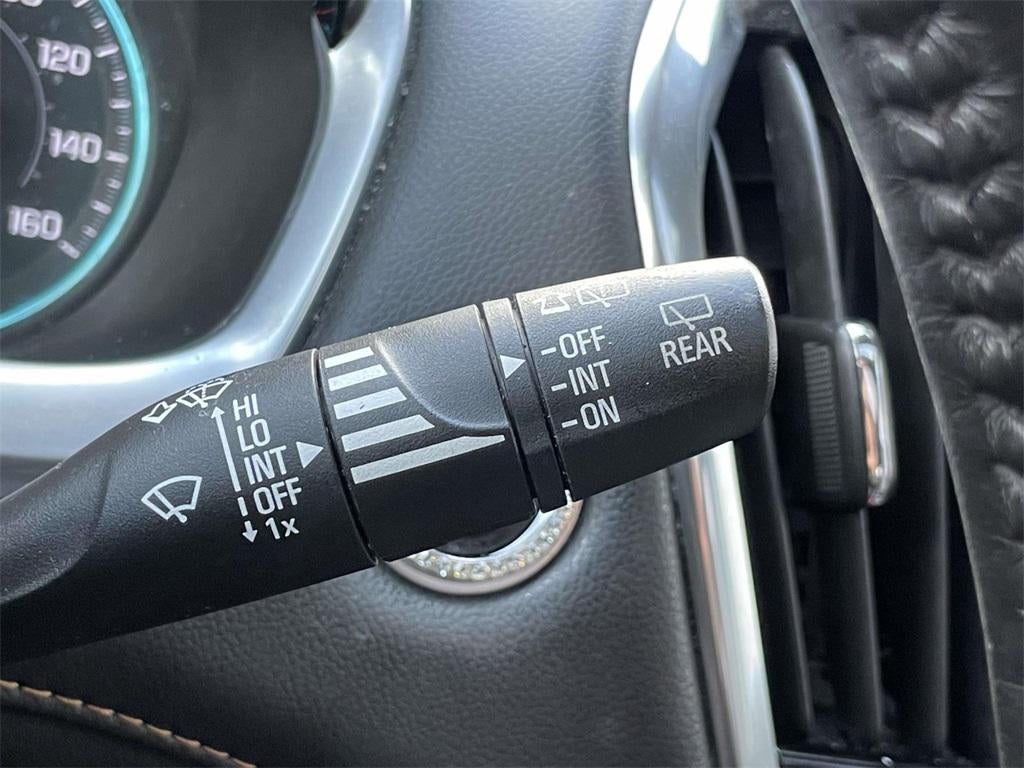 120
140
160
HI
LO
INT
OFF
1x
-OFF
-INT
-ON
REAR